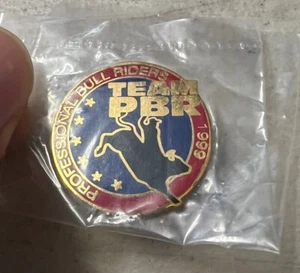 PROFESSIONAL BULL RIDERS
TEAM
PBR
1999